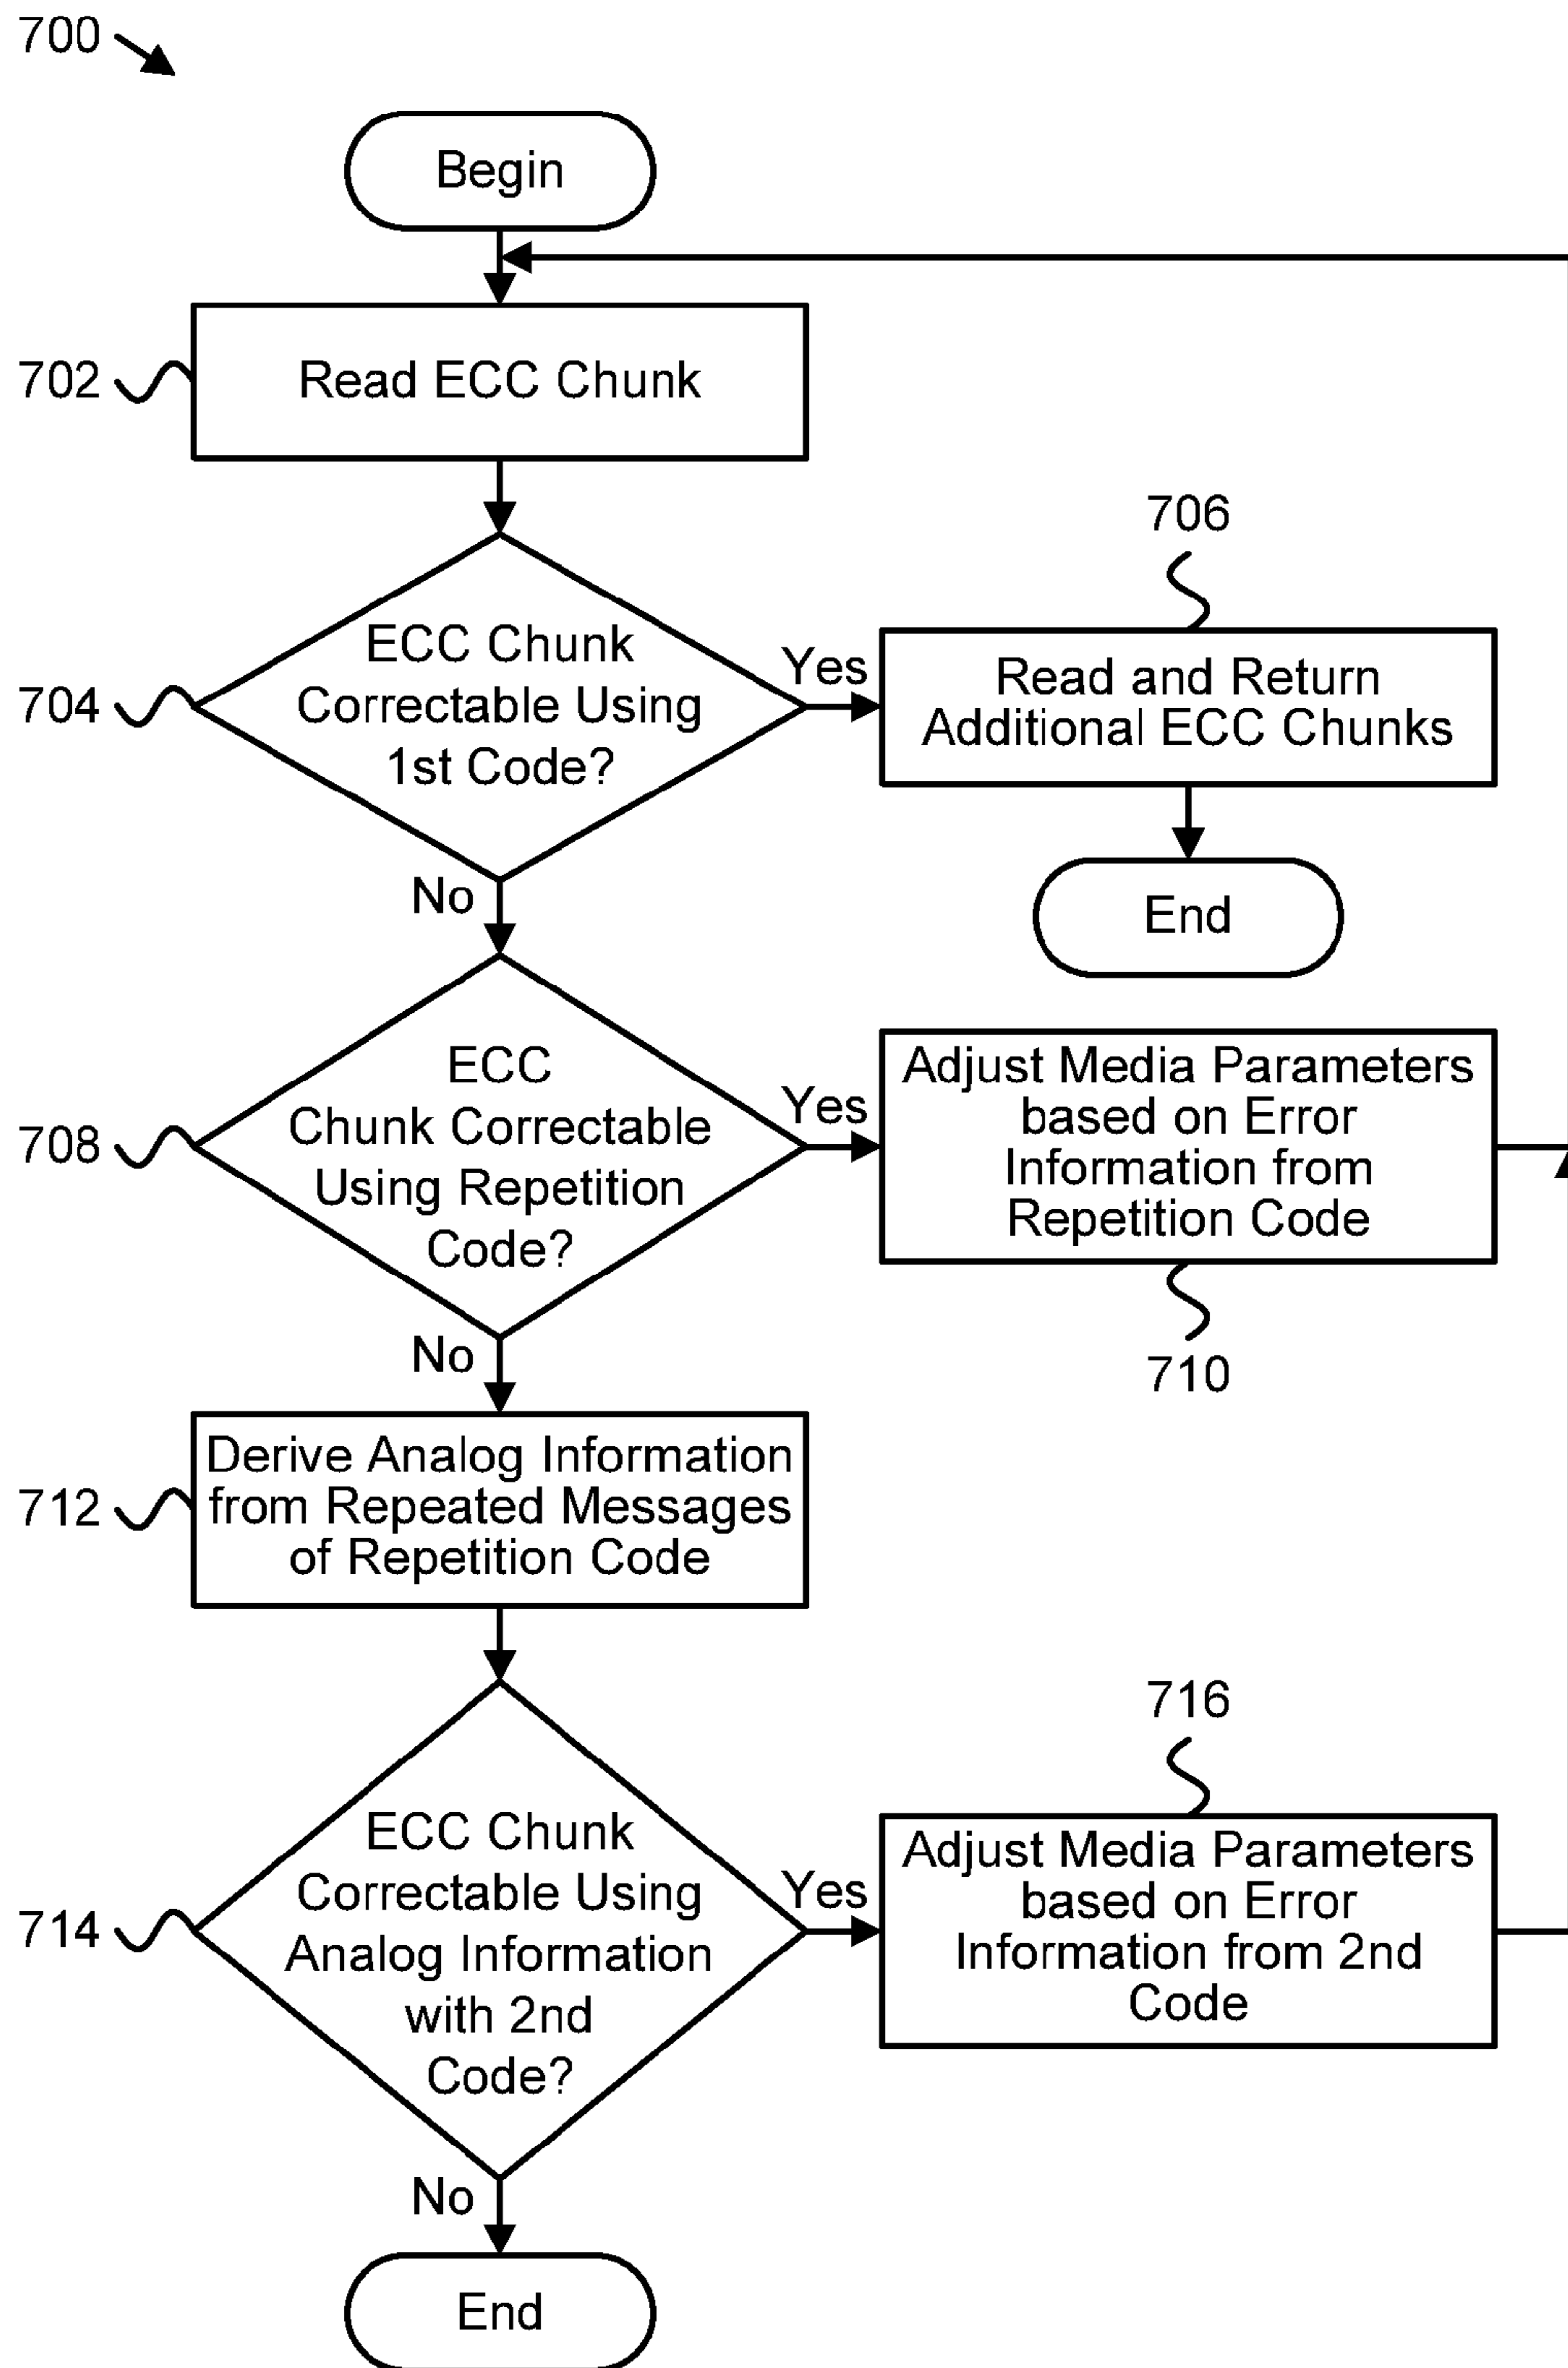 700
Begin
702
Read ECC Chunk
706
704
ECC Chunk
Correctable Using
1st Code?
Yes
Read and Return
Additional ECC Chunks
No
End
708
ECC
Chunk Correctable
Using Repetition
Code?
Yes
Adjust Media Parameters
based on Error
Information from
Repetition Code
710
No
712
Derive Analog Information
from Repeated Messages
of Repetition Code
716
714
ECC Chunk
Correctable Using
Analog Information
with 2nd
Code?
Yes
Adjust Media Parameters
based on Error
Information from 2nd
Code
No
End